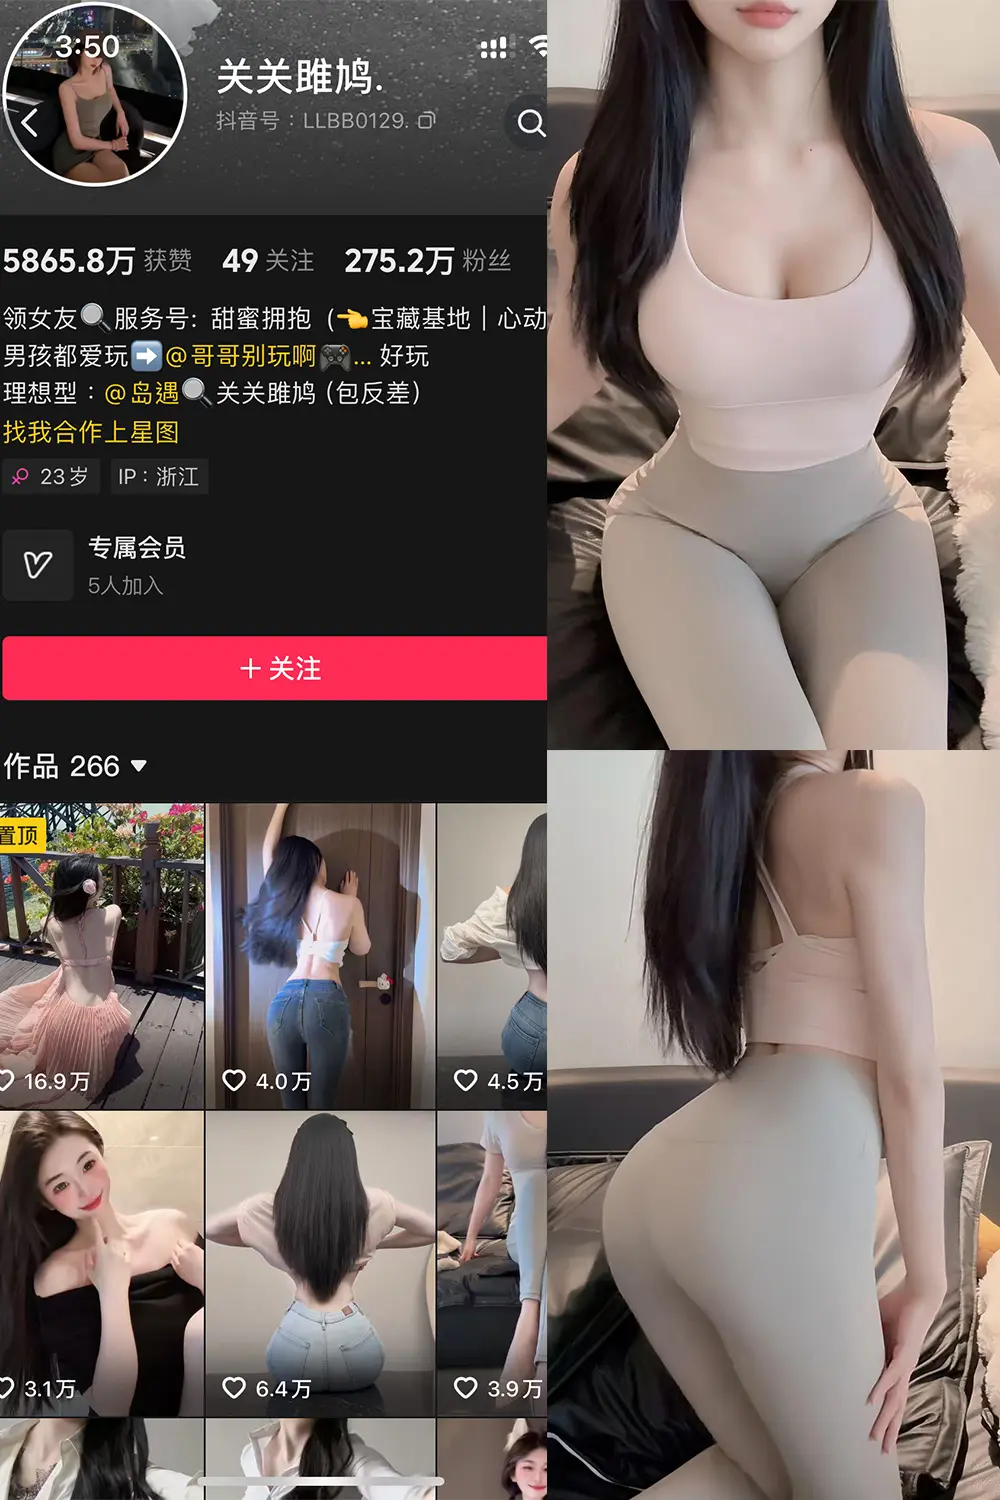 3:50
关关雎鸠.
抖音号：LLBB0129.
5865.8万 获赞 49 关注 275.2万 粉丝
领女友🔍服务号: 甜蜜拥抱（👉宝藏基地｜心动
男孩都爱玩➡️@哥哥别玩啊🎮... 好玩
理想型：@岛遇🔍关关雎鸠（包反差）
找我合作上星图
23岁 IP：浙江
专属会员
5人加入
+ 关注
作品 266
置顶
16.9万 4.0万 4.5万
3.1万 6.4万 3.9万